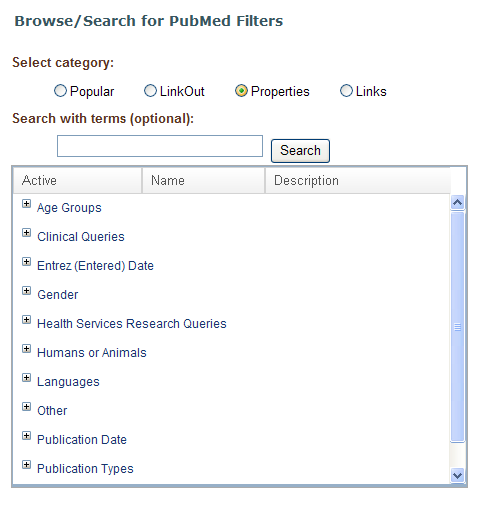 Browse/Search for PubMed Filters
Select category:
Popular LinkOut Properties Links
Search with terms (optional):
Search
Active Name Description
Age Groups
Clinical Queries
Entrez (Entered) Date
Gender
Health Services Research Queries
Humans or Animals
Languages
Other
Publication Date
Publication Types